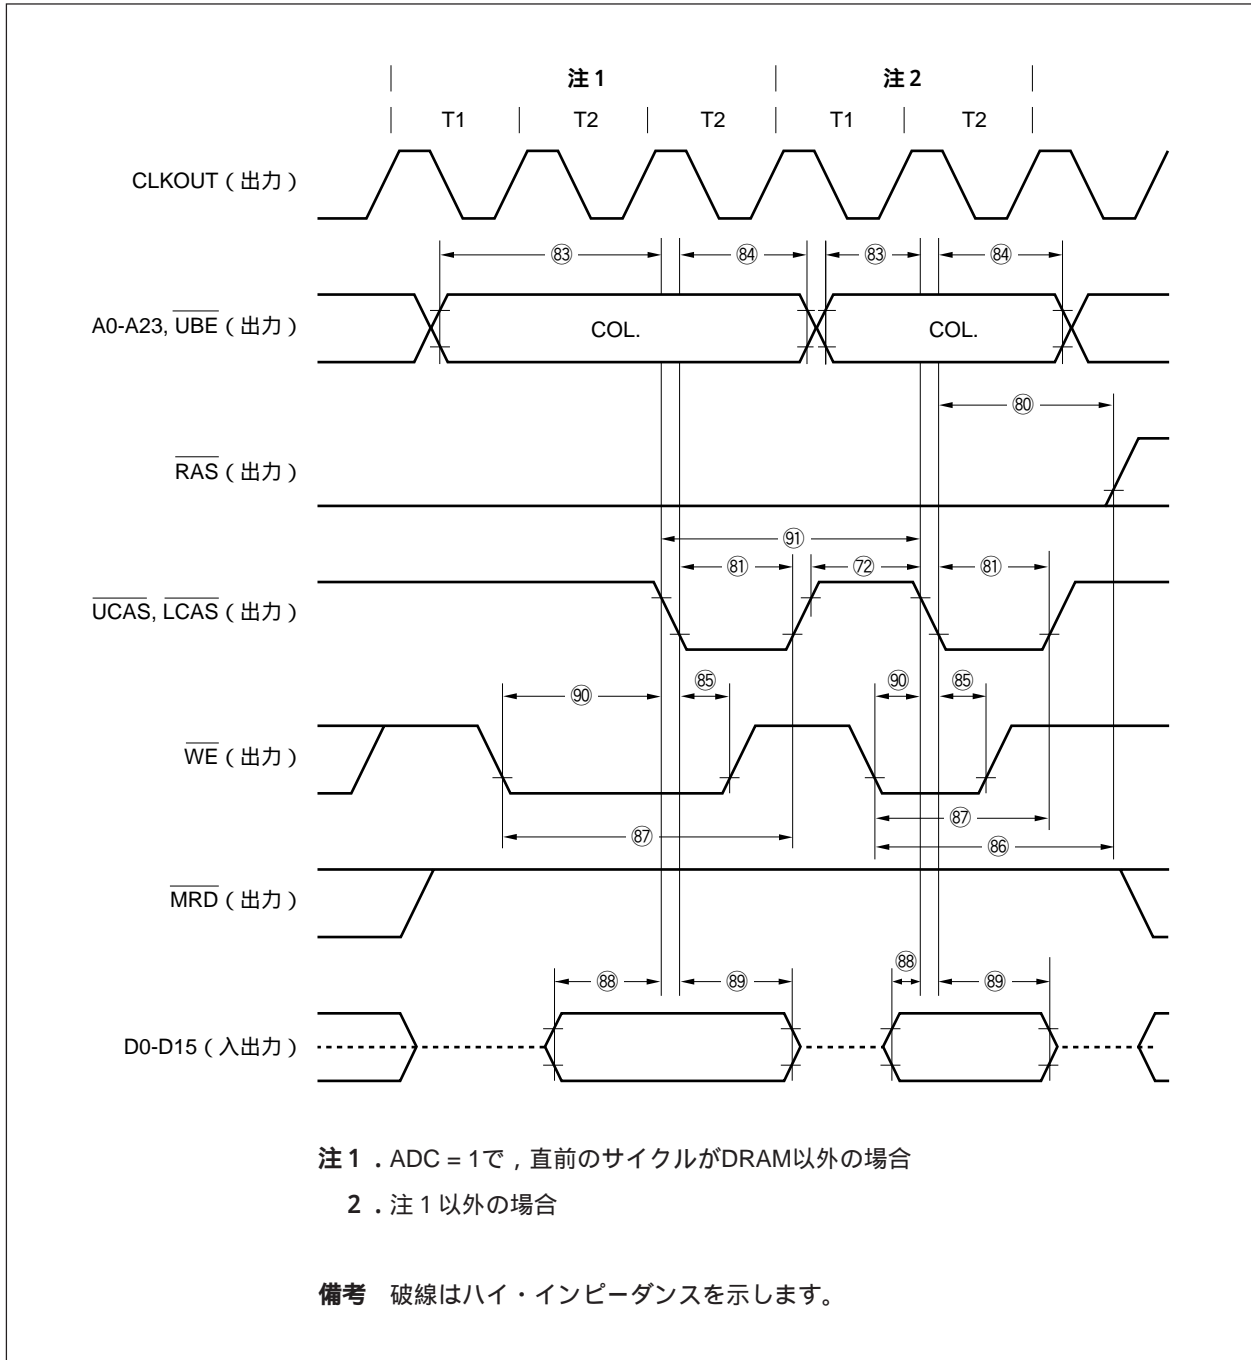 注1 注2
T1 T2 T2 T1 T2
CLKOUT（出力）
㊃ 83 84 83 84
A0-A23, UBE（出力） COL. COL.
80
RAS（出力）
91
81 72 81
UCAS, LCAS（出力）
90 85 90 85
WE（出力）
87 87
86
MRD（出力）
88 89 88 89
D0-D15（入出力）
注1．ADC = 1で，直前のサイクルがDRAM以外の場合
2．注1以外の場合
備考 破線はハイ・インピーダンスを示します。